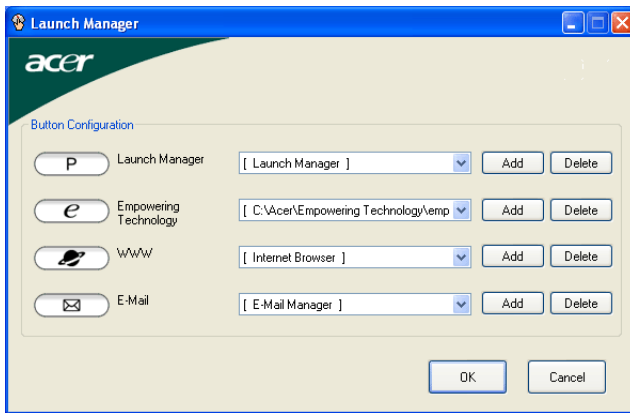 Launch Manager
acer
Button Configuration
P Launch Manager [ Launch Manager ] Add Delete
e Empowering
Technology [ C:\Acer\Empowering Technology\emp Add Delete
WWW [ Internet Browser ] Add Delete
E-Mail [ E-Mail Manager ] Add Delete
OK Cancel